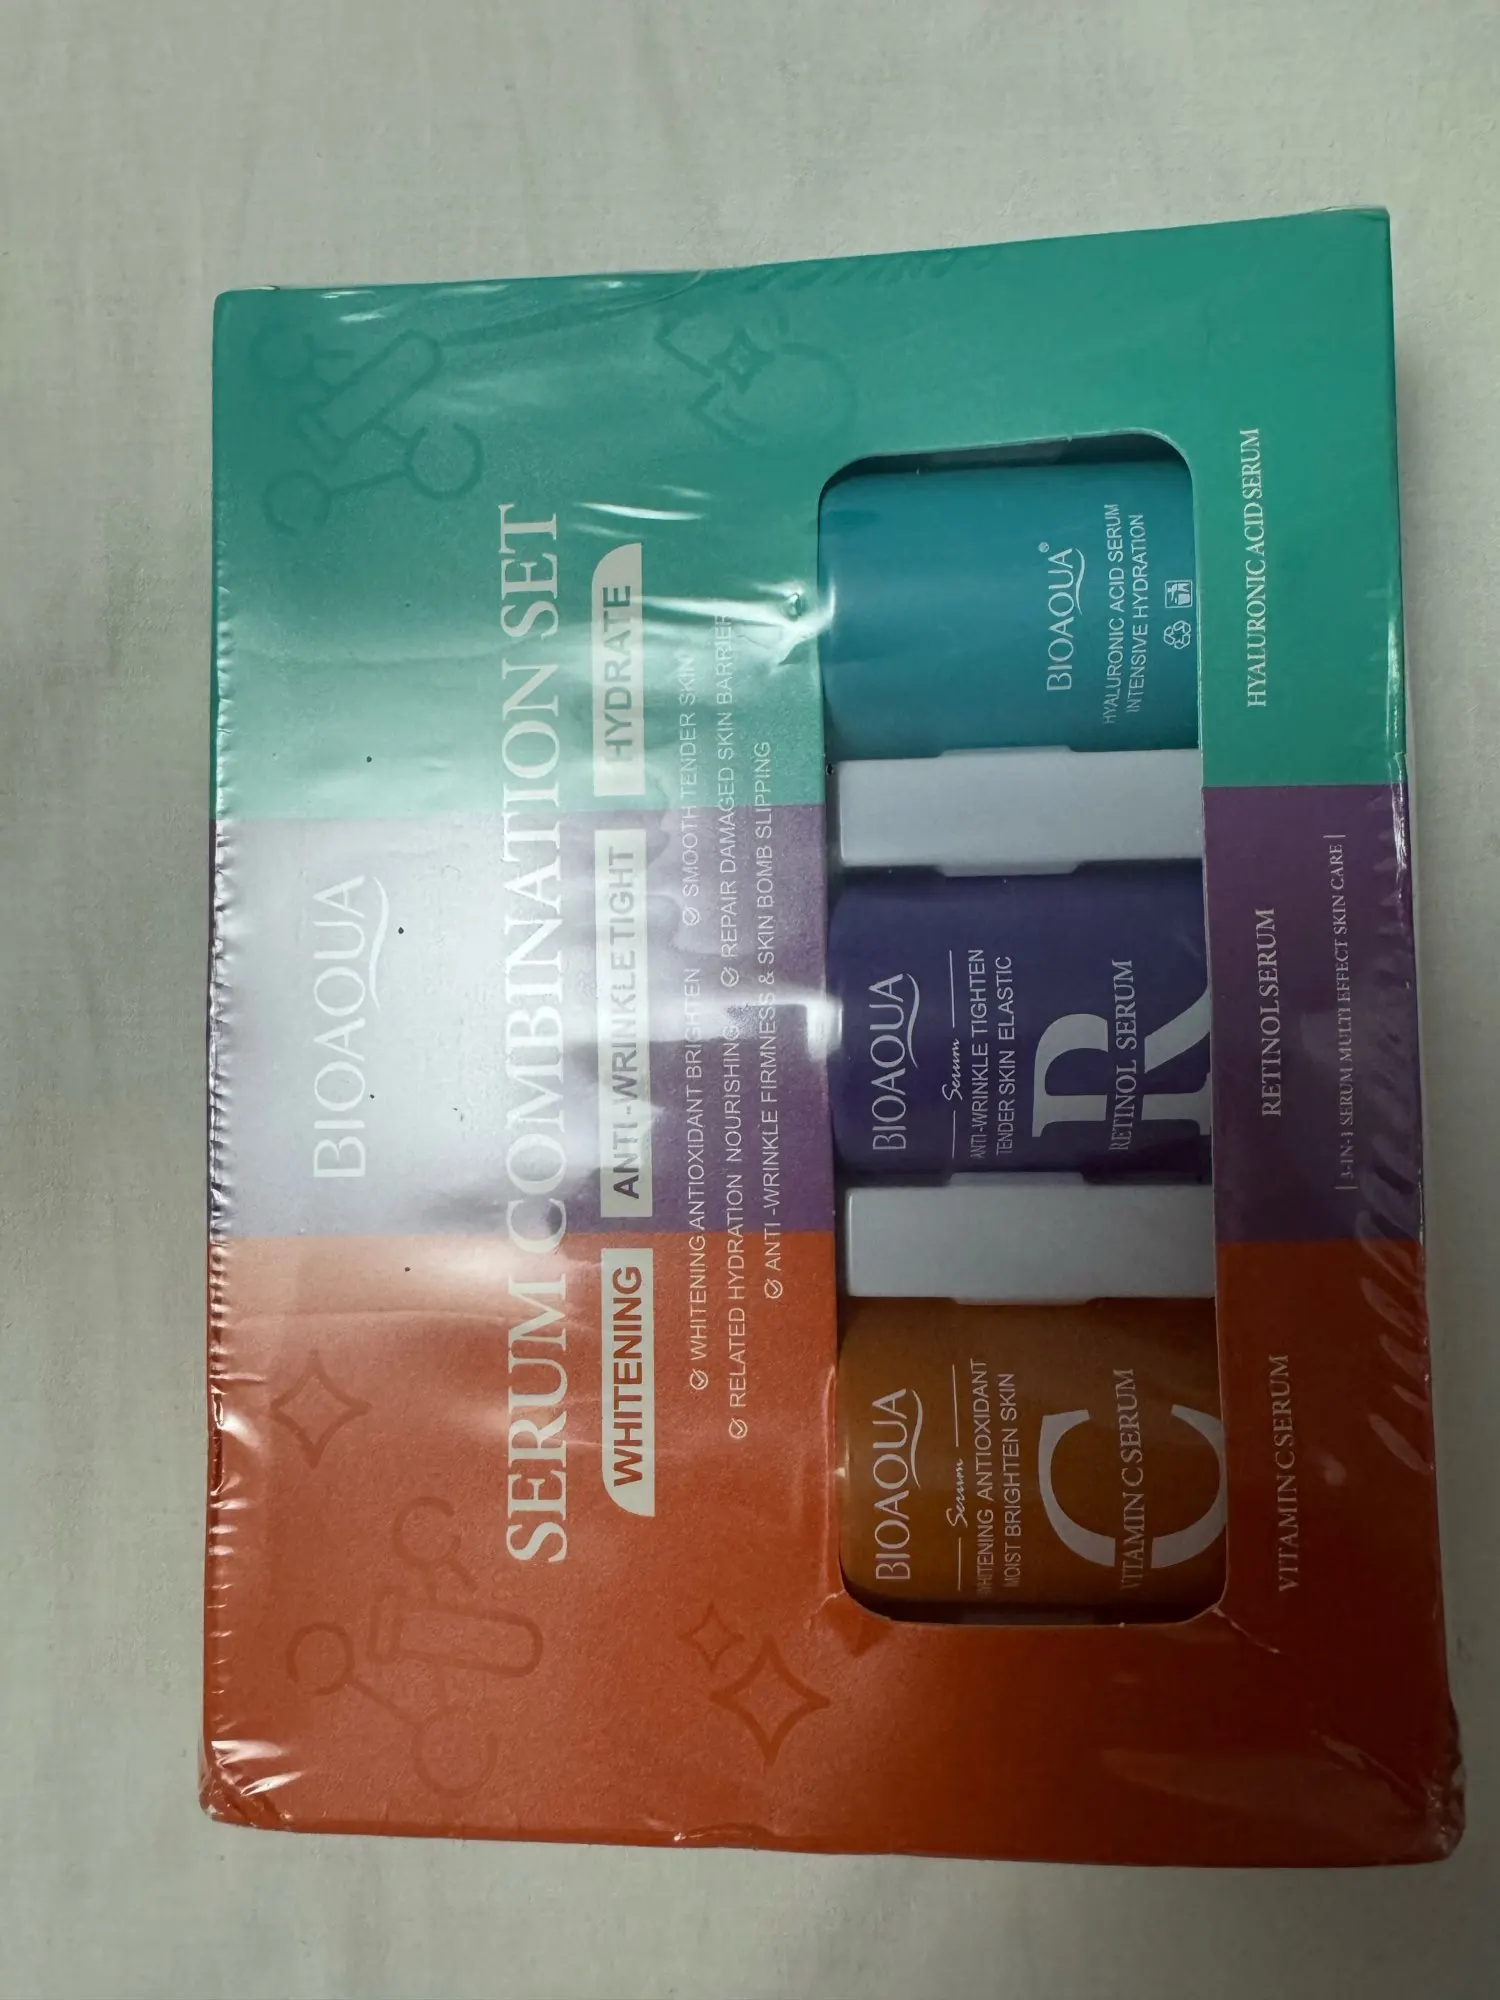 BIOAQUA
SERUM COMBINATION SET
WHITENING ANTI-WRINKLE TIGHT HYDRATE
WHITENING ANTIOXIDANT BRIGHTEN SMOOTH TENDER SKIN
RELATED HYDRATION NOURISHING REPAIR DAMAGED SKIN BARRIER
ANTI-WRINKLE FIRMNESS & SKIN BOMB SLIPPING
BIOAQUA
Serum
WHITENING ANTIOXIDANT
MOIST BRIGHTEN SKIN
C
VITAMIN C SERUM
BIOAQUA
Serum
ANTI-WRINKLE TIGHTEN
TENDER SKIN ELASTIC
R
RETINOL SERUM
BIOAQUA®
HYALURONIC ACID SERUM
INTENSIVE HYDRATION
VITAMIN C SERUM RETINOL SERUM HYALURONIC ACID SERUM
| 3-IN-1 SERUM MULTI EFFECT SKIN CARE |